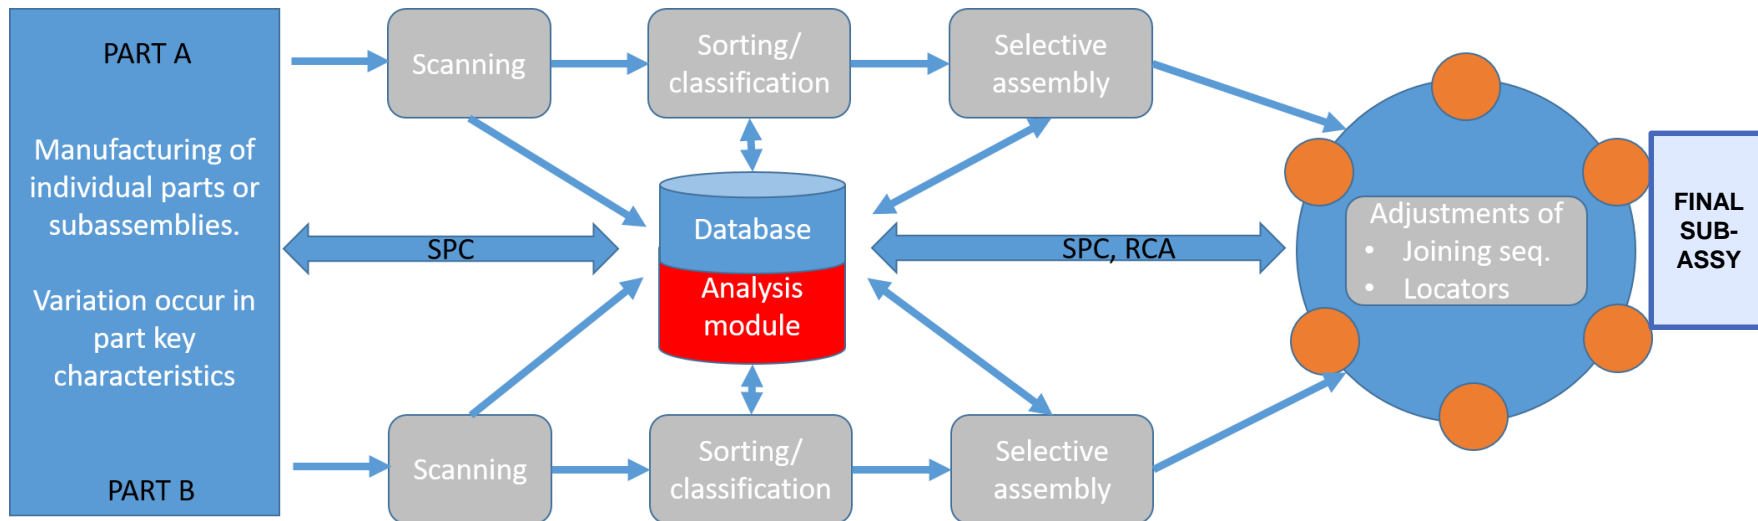 PART A
Manufacturing of
individual parts or
subassemblies.
Variation occur in
part key
characteristics
PART B
Scanning
Sorting/
classification
Selective
assembly
SPC
Database
Analysis
module
SPC, RCA
Scanning
Sorting/
classification
Selective
assembly
Adjustments of
• Joining seq.
• Locators
FINAL
SUB-
ASSY